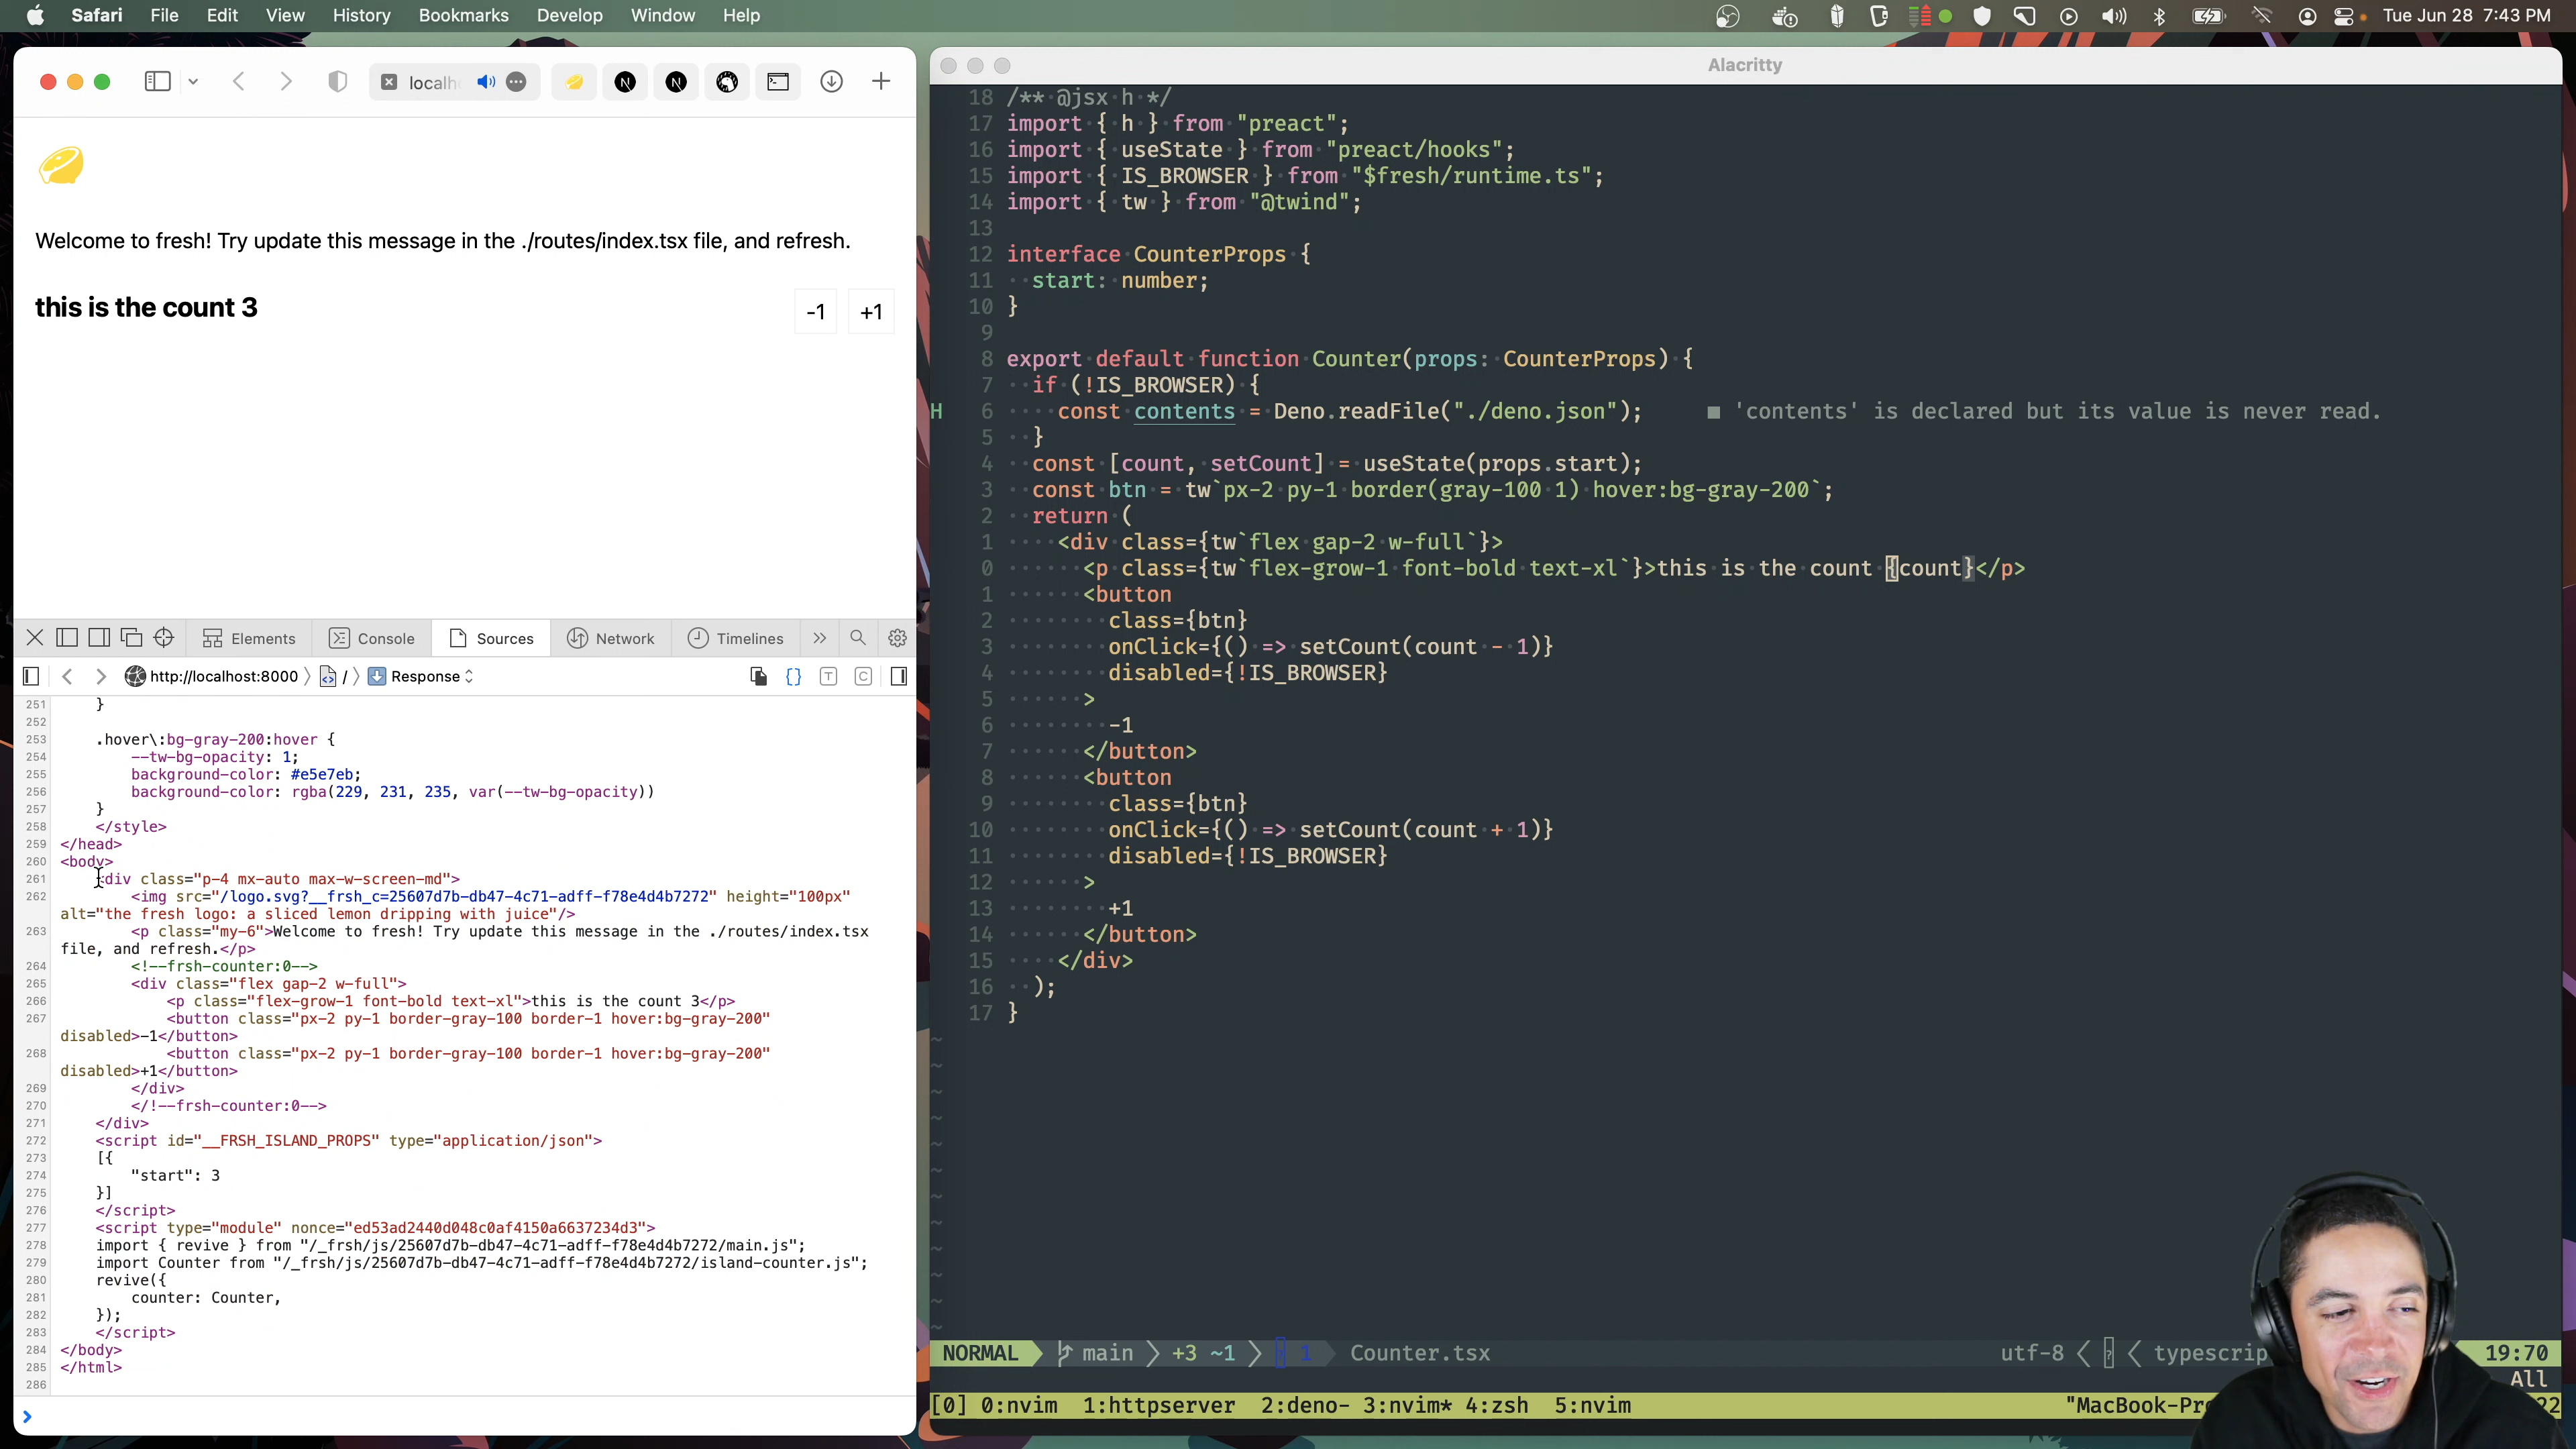 Safari File Edit View History Bookmarks Develop Window Help
Tue Jun 28 7:43 PM
localh
Welcome to fresh! Try update this message in the ./routes/index.tsx file, and refresh.
this is the count 3
-1 +1
Elements Console Sources Network Timelines
http://localhost:8000 / Response
251 }
252
253 .hover\:bg-gray-200:hover {
254 --tw-bg-opacity: 1;
255 background-color: #e5e7eb;
256 background-color: rgba(229, 231, 235, var(--tw-bg-opacity))
257 }
258 </style>
259 </head>
260 <body>
261 <div class="p-4 mx-auto max-w-screen-md">
262 <img src="/logo.svg?__frsh_c=25607d7b-db47-4c71-adff-f78e4d4b7272" height="100px"
alt="the fresh logo: a sliced lemon dripping with juice"/>
263 <p class="my-6">Welcome to fresh! Try update this message in the ./routes/index.tsx
file, and refresh.</p>
264 <!--frsh-counter:0-->
265 <div class="flex gap-2 w-full">
266 <p class="flex-grow-1 font-bold text-xl">this is the count 3</p>
267 <button class="px-2 py-1 border-gray-100 border-1 hover:bg-gray-200"
disabled>-1</button>
268 <button class="px-2 py-1 border-gray-100 border-1 hover:bg-gray-200"
disabled>+1</button>
269 </div>
270 </!--frsh-counter:0-->
271 </div>
272 <script id="__FRSH_ISLAND_PROPS" type="application/json">
273 [{
274 "start": 3
275 }]
276 </script>
277 <script type="module" nonce="ed53ad2440d048c0af4150a6637234d3">
278 import { revive } from "/_frsh/js/25607d7b-db47-4c71-adff-f78e4d4b7272/main.js";
279 import Counter from "/_frsh/js/25607d7b-db47-4c71-adff-f78e4d4b7272/island-counter.js";
280 revive({
281 counter: Counter,
282 });
283 </script>
284 </body>
285 </html>
286
Alacritty
18 /** @jsx h */
17 import { h } from "preact";
16 import { useState } from "preact/hooks";
15 import { IS_BROWSER } from "$fresh/runtime.ts";
14 import { tw } from "@twind";
13
12 interface CounterProps {
11 start: number;
10 }
9
8 export default function Counter(props: CounterProps) {
7 if (!IS_BROWSER) {
H 6 const contents = Deno.readFile("./deno.json"); ■ 'contents' is declared but its value is never read.
5 }
4 const [count, setCount] = useState(props.start);
3 const btn = tw`px-2 py-1 border(gray-100 1) hover:bg-gray-200`;
2 return (
1 <div class={tw`flex gap-2 w-full`}>
0 <p class={tw`flex-grow-1 font-bold text-xl`}>this is the count {count}</p>
1 <button
2 class={btn}
3 onClick={() => setCount(count - 1)}
4 disabled={!IS_BROWSER}
5 >
6 -1
7 </button>
8 <button
9 class={btn}
10 onClick={() => setCount(count + 1)}
11 disabled={!IS_BROWSER}
12 >
13 +1
14 </button>
15 </div>
16 );
17 }
NORMAL main +3 ~1 1 Counter.tsx utf-8 typescrip 19:70
All
[0] 0:nvim 1:httpserver 2:deno- 3:nvim* 4:zsh 5:nvim "MacBook-Pr 22